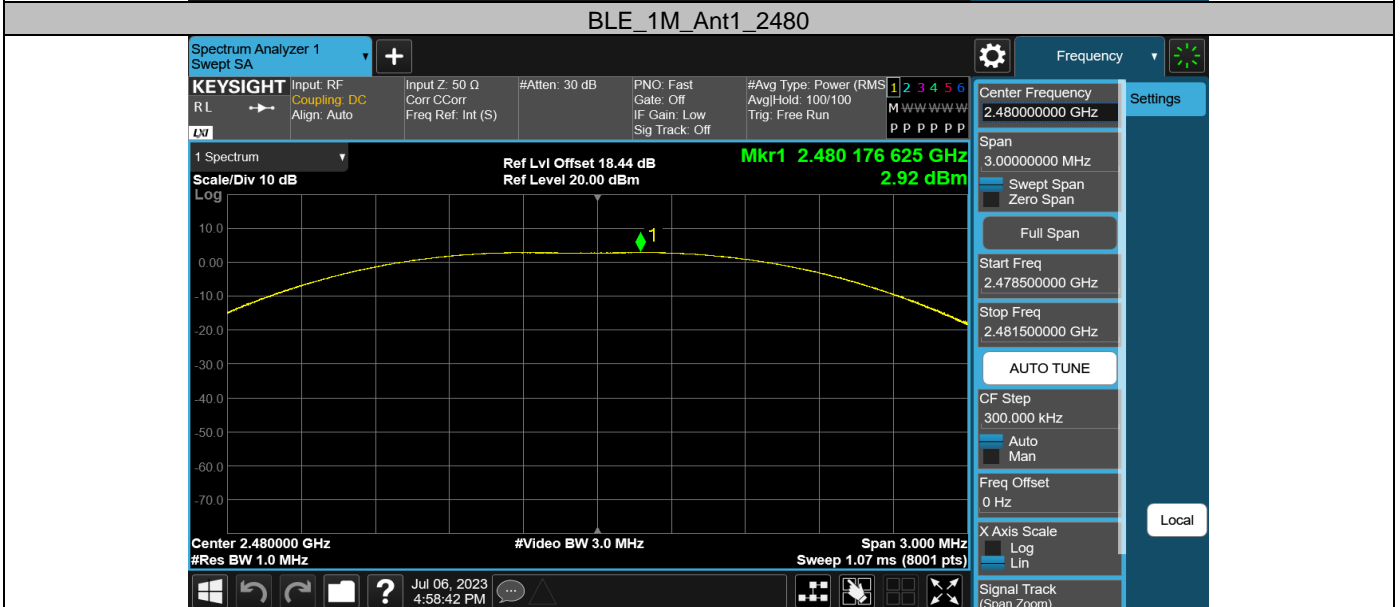 BLE_1M_Ant1_2480
Spectrum Analyzer 1
Swept SA
+
Frequency
KEYSIGHT
R L
LXI
Input: RF
Coupling: DC
Align: Auto
Input Z: 50 Ω
Corr CCorr
Freq Ref: Int (S)
#Atten: 30 dB
PNO: Fast
Gate: Off
IF Gain: Low
Sig Track: Off
#Avg Type: Power (RMS
Avg|Hold: 100/100
Trig: Free Run
1 2 3 4 5 6
M W W W W W
P P P P P P
1 Spectrum
Scale/Div 10 dB
Ref Lvl Offset 18.44 dB
Ref Level 20.00 dBm
Mkr1 2.480 176 625 GHz
2.92 dBm
Log
1
10.0
0.00
-10.0
-20.0
-30.0
-40.0
-50.0
-60.0
-70.0
Center 2.480000 GHz
#Video BW 3.0 MHz
Span 3.000 MHz
#Res BW 1.0 MHz
Sweep 1.07 ms (8001 pts)
?
Jul 06, 2023
4:58:42 PM
Center Frequency
2.480000000 GHz
Settings
Span
3.00000000 MHz
Swept Span
Zero Span
Full Span
Start Freq
2.478500000 GHz
Stop Freq
2.481500000 GHz
AUTO TUNE
CF Step
300.000 kHz
Auto
Man
Freq Offset
0 Hz
Local
X Axis Scale
Log
Lin
Signal Track
(Span Zoom)